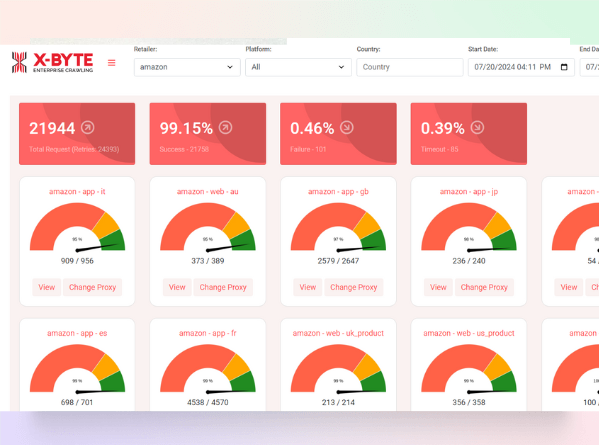 X-BYTE
ENTERPRISE CRAWLING
Retailer:
amazon
Platform:
All
Country:
Country
Start Date:
07/20/2024 04:11 PM
End Da
07/
21944
Total Request (Retries: 24393)
99.15%
Success - 21758
0.46%
Failure - 101
0.39%
Timeout - 85
amazon - app - it
909 / 956
View Change Proxy
amazon - web - au
95 %
373 / 389
View Change Proxy
amazon - app - gb
97 %
2579 / 2647
View Change Proxy
amazon - app - jp
98 %
236 / 240
View Change Proxy
amazon -
54
View
amazon - app - es
99 %
698 / 701
amazon - app - fr
99 %
4538 / 4570
amazon - web - uk_product
99 %
213 / 214
amazon - web - us_product
99 %
356 / 358
amazon
100